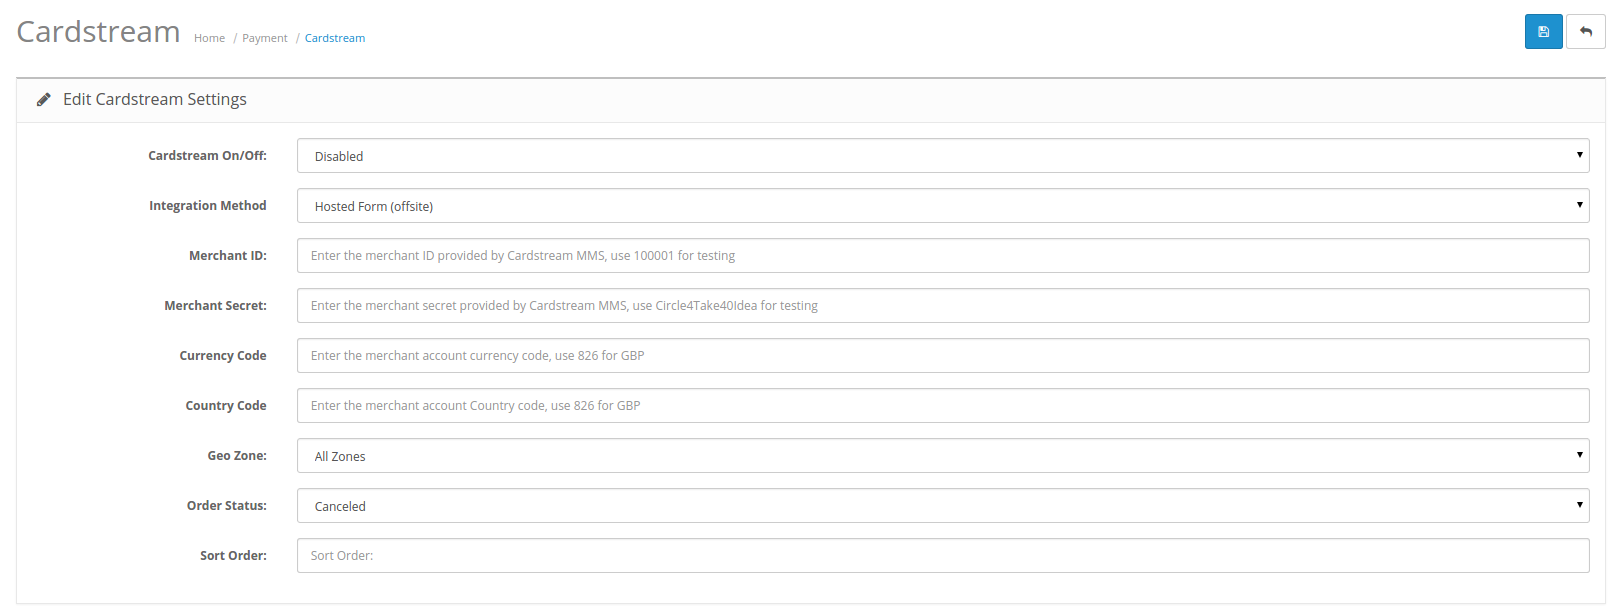 Cardstream Home / Payment / Cardstream
Edit Cardstream Settings
Cardstream On/Off: Disabled
Integration Method Hosted Form (offsite)
Merchant ID: Enter the merchant ID provided by Cardstream MMS, use 100001 for testing
Merchant Secret: Enter the merchant secret provided by Cardstream MMS, use Circle4Take40Idea for testing
Currency Code Enter the merchant account currency code, use 826 for GBP
Country Code Enter the merchant account Country code, use 826 for GBP
Geo Zone: All Zones
Order Status: Canceled
Sort Order: Sort Order: